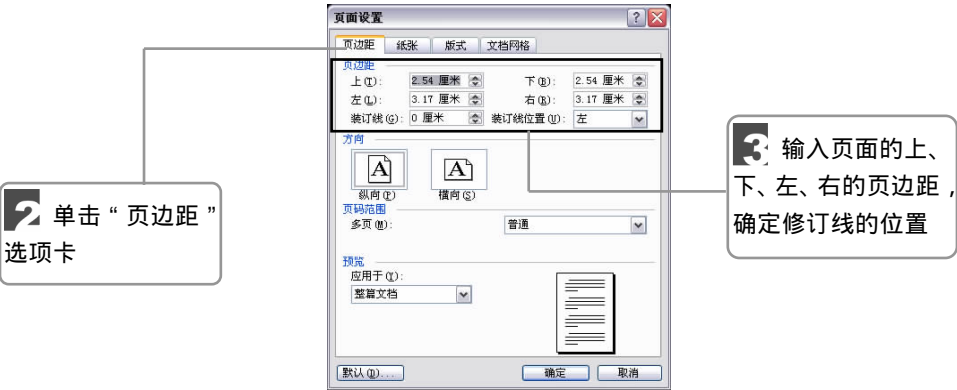 页面设置
页边距 纸张 版式 文档网格
页边距
上(T): 2.54 厘米 下(B): 2.54 厘米
左(L): 3.17 厘米 右(R): 3.17 厘米
装订线(G): 0 厘米 装订线位置(U): 左
方向
纵向(P) 横向(S)
页码范围
多页(M): 普通
预览
应用于(Y):
整篇文档
默认(D)... 确定 取消
2 单击“页边距”
选项卡
3 输入页面的上、
下、左、右的页边距，
确定修订线的位置